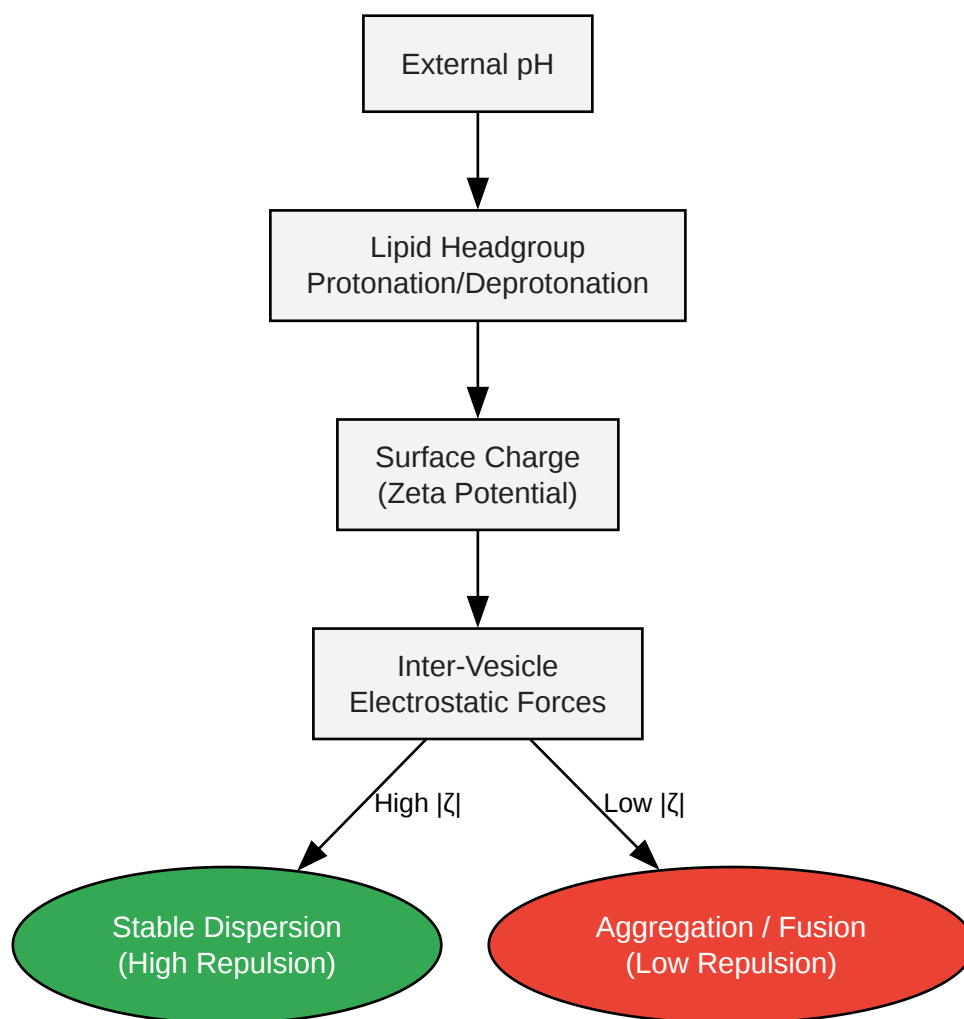 External pH
Lipid Headgroup
Protonation/Deprotonation
Surface Charge
(Zeta Potential)
Inter-Vesicle
Electrostatic Forces
High |ζ|
Low |ζ|
Stable Dispersion
(High Repulsion)
Aggregation / Fusion
(Low Repulsion)